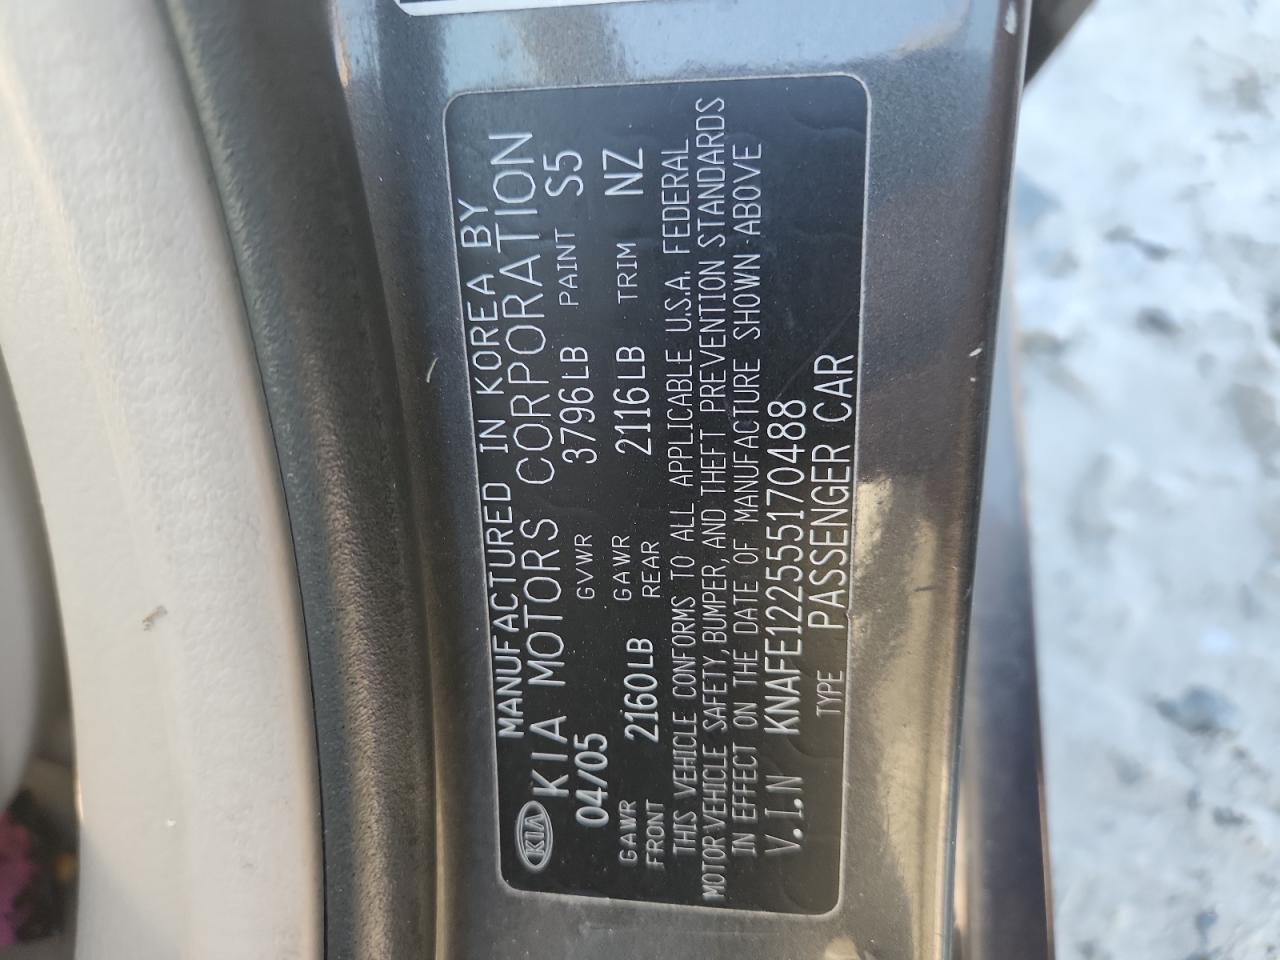 KIA MANUFACTURED IN KOREA BY
KIA MOTORS CORPORATION
04/05 GVWR 3796LB PAINT S5
GAWR FRONT 2160LB GAWR REAR 2116LB TRIM NZ
THIS VEHICLE CONFORMS TO ALL APPLICABLE U.S.A. FEDERAL
MOTOR VEHICLE SAFETY, BUMPER, AND THEFT PREVENTION STANDARDS
IN EFFECT ON THE DATE OF MANUFACTURE SHOWN ABOVE
V.I.N KNAFE122555170488
TYPE PASSENGER CAR